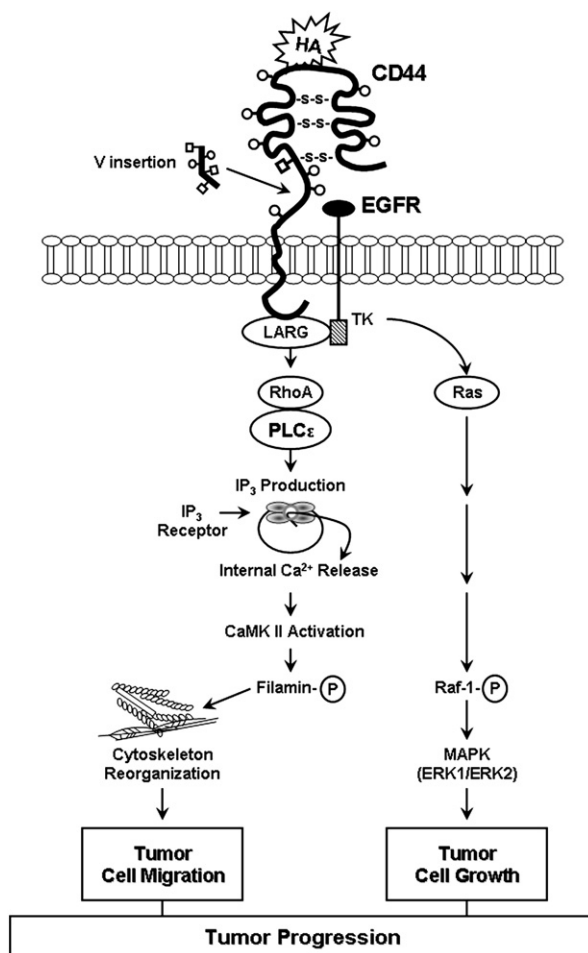 HA
CD44
-S-S-
-S-S-
-S-S-
V insertion
EGFR
TK
LARG
RhoA
Ras
PLCε
IP₃ Production
IP₃
Receptor
Internal Ca²⁺ Release
CaMK II Activation
Filamin-P
Raf-1-P
Cytoskeleton
Reorganization
MAPK
(ERK1/ERK2)
Tumor
Cell Migration
Tumor
Cell Growth
Tumor Progression